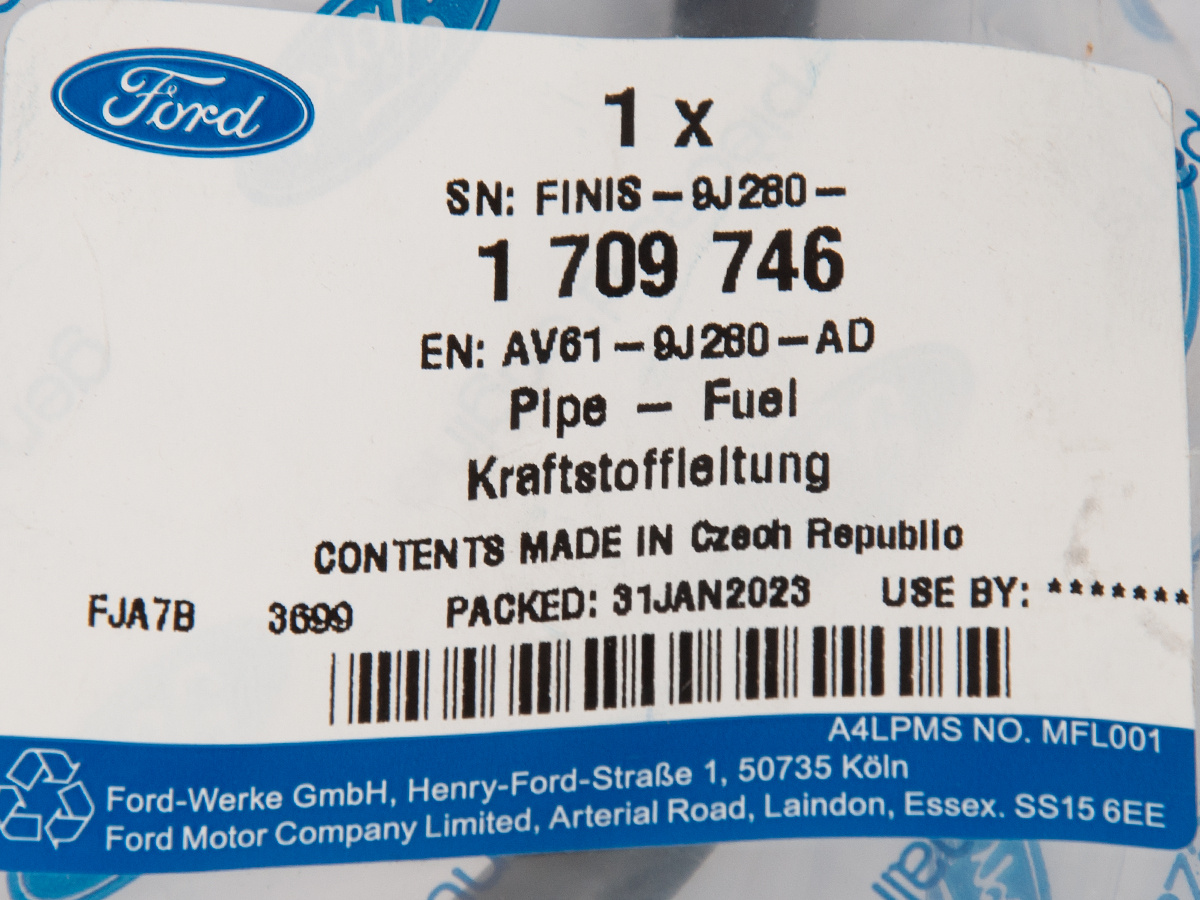 Ford
1 x
SN: FINIS - 9J280 -
1 709 746
EN: AV61 - 9J280 - AD
Pipe - Fuel
Kraftstoffleitung
CONTENTS MADE IN Czech Republic
FJA7B 3699 PACKED: 31JAN2023 USE BY: *******
A4LPMS NO. MFL001
Ford-Werke GmbH, Henry-Ford-Straße 1, 50735 Köln
Ford Motor Company Limited, Arterial Road, Laindon, Essex. SS15 6EE